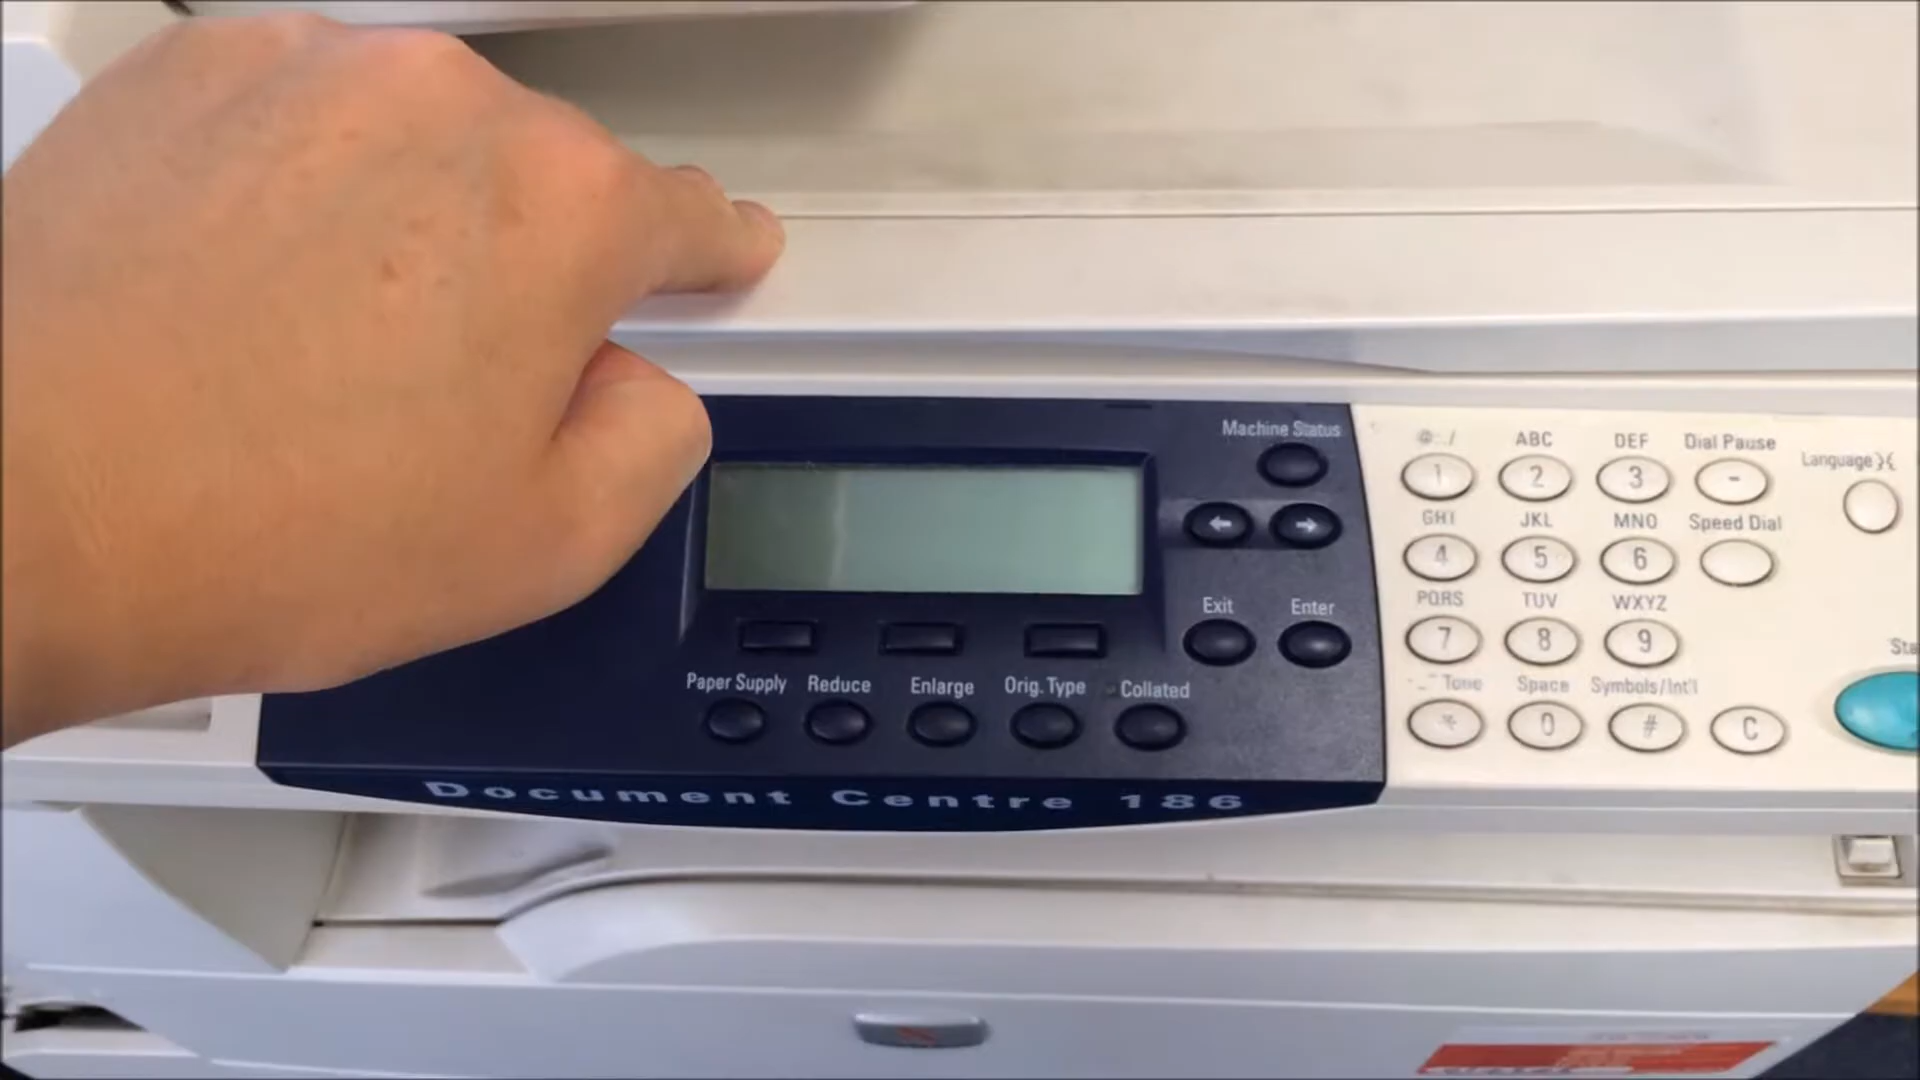 Machine Status
Exit
Enter
Paper Supply
Reduce
Enlarge
Orig. Type
Collated
Document Centre 186
@:./
ABC
DEF
Dial Pause
1
2
3
-
GHI
JKL
MNO
Speed Dial
4
5
6
PQRS
TUV
WXYZ
7
8
9
Tone
Space
Symbols/Int'l
*
0
#
C
Language